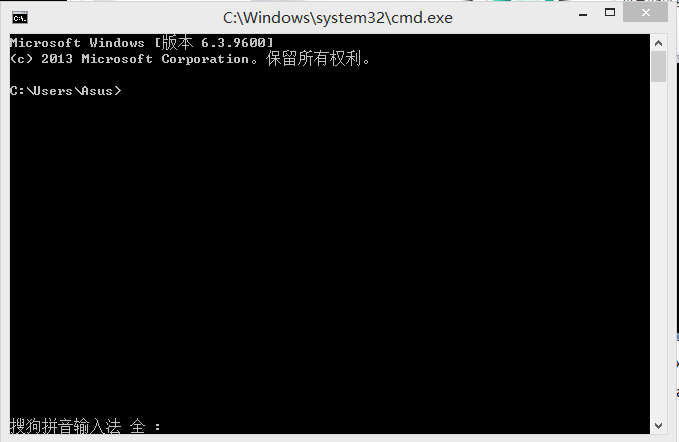 C:\Windows\system32\cmd.exe
Microsoft Windows [版本 6.3.9600]
(c) 2013 Microsoft Corporation。保留所有权利。
C:\Users\Asus>
搜狗拼音输入法 全 :